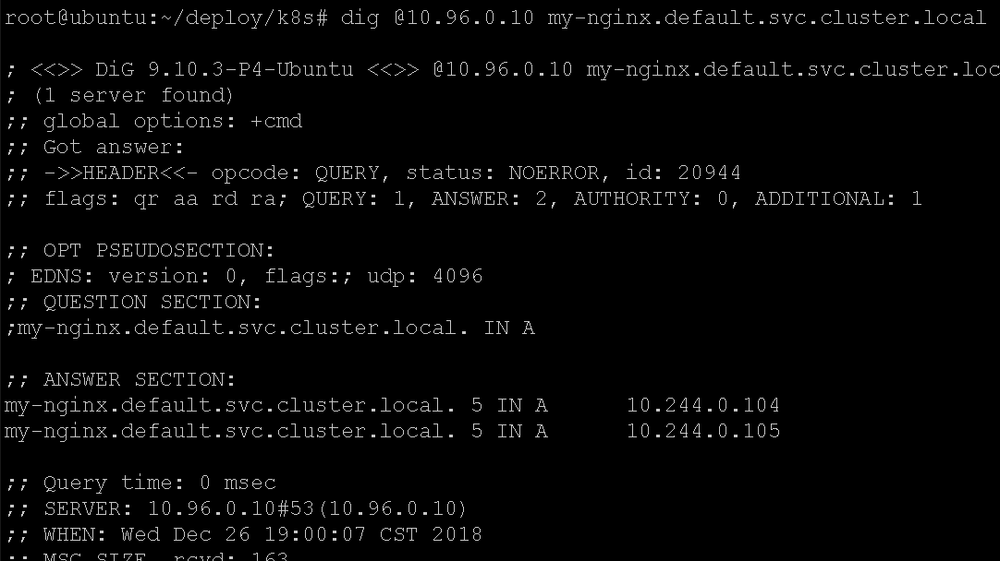 root@ubuntu:~/deploy/k8s# dig @10.96.0.10 my-nginx.default.svc.cluster.local
; <<>> DiG 9.10.3-P4-Ubuntu <<>> @10.96.0.10 my-nginx.default.svc.cluster.loc
; (1 server found)
;; global options: +cmd
;; Got answer:
;; ->>HEADER<<- opcode: QUERY, status: NOERROR, id: 20944
;; flags: qr aa rd ra; QUERY: 1, ANSWER: 2, AUTHORITY: 0, ADDITIONAL: 1
;; OPT PSEUDOSECTION:
; EDNS: version: 0, flags:; udp: 4096
;; QUESTION SECTION:
;my-nginx.default.svc.cluster.local. IN A
;; ANSWER SECTION:
my-nginx.default.svc.cluster.local. 5 IN A 10.244.0.104
my-nginx.default.svc.cluster.local. 5 IN A 10.244.0.105
;; Query time: 0 msec
;; SERVER: 10.96.0.10#53(10.96.0.10)
;; WHEN: Wed Dec 26 19:00:07 CST 2018
;; MSG SIZE rcvd: 163